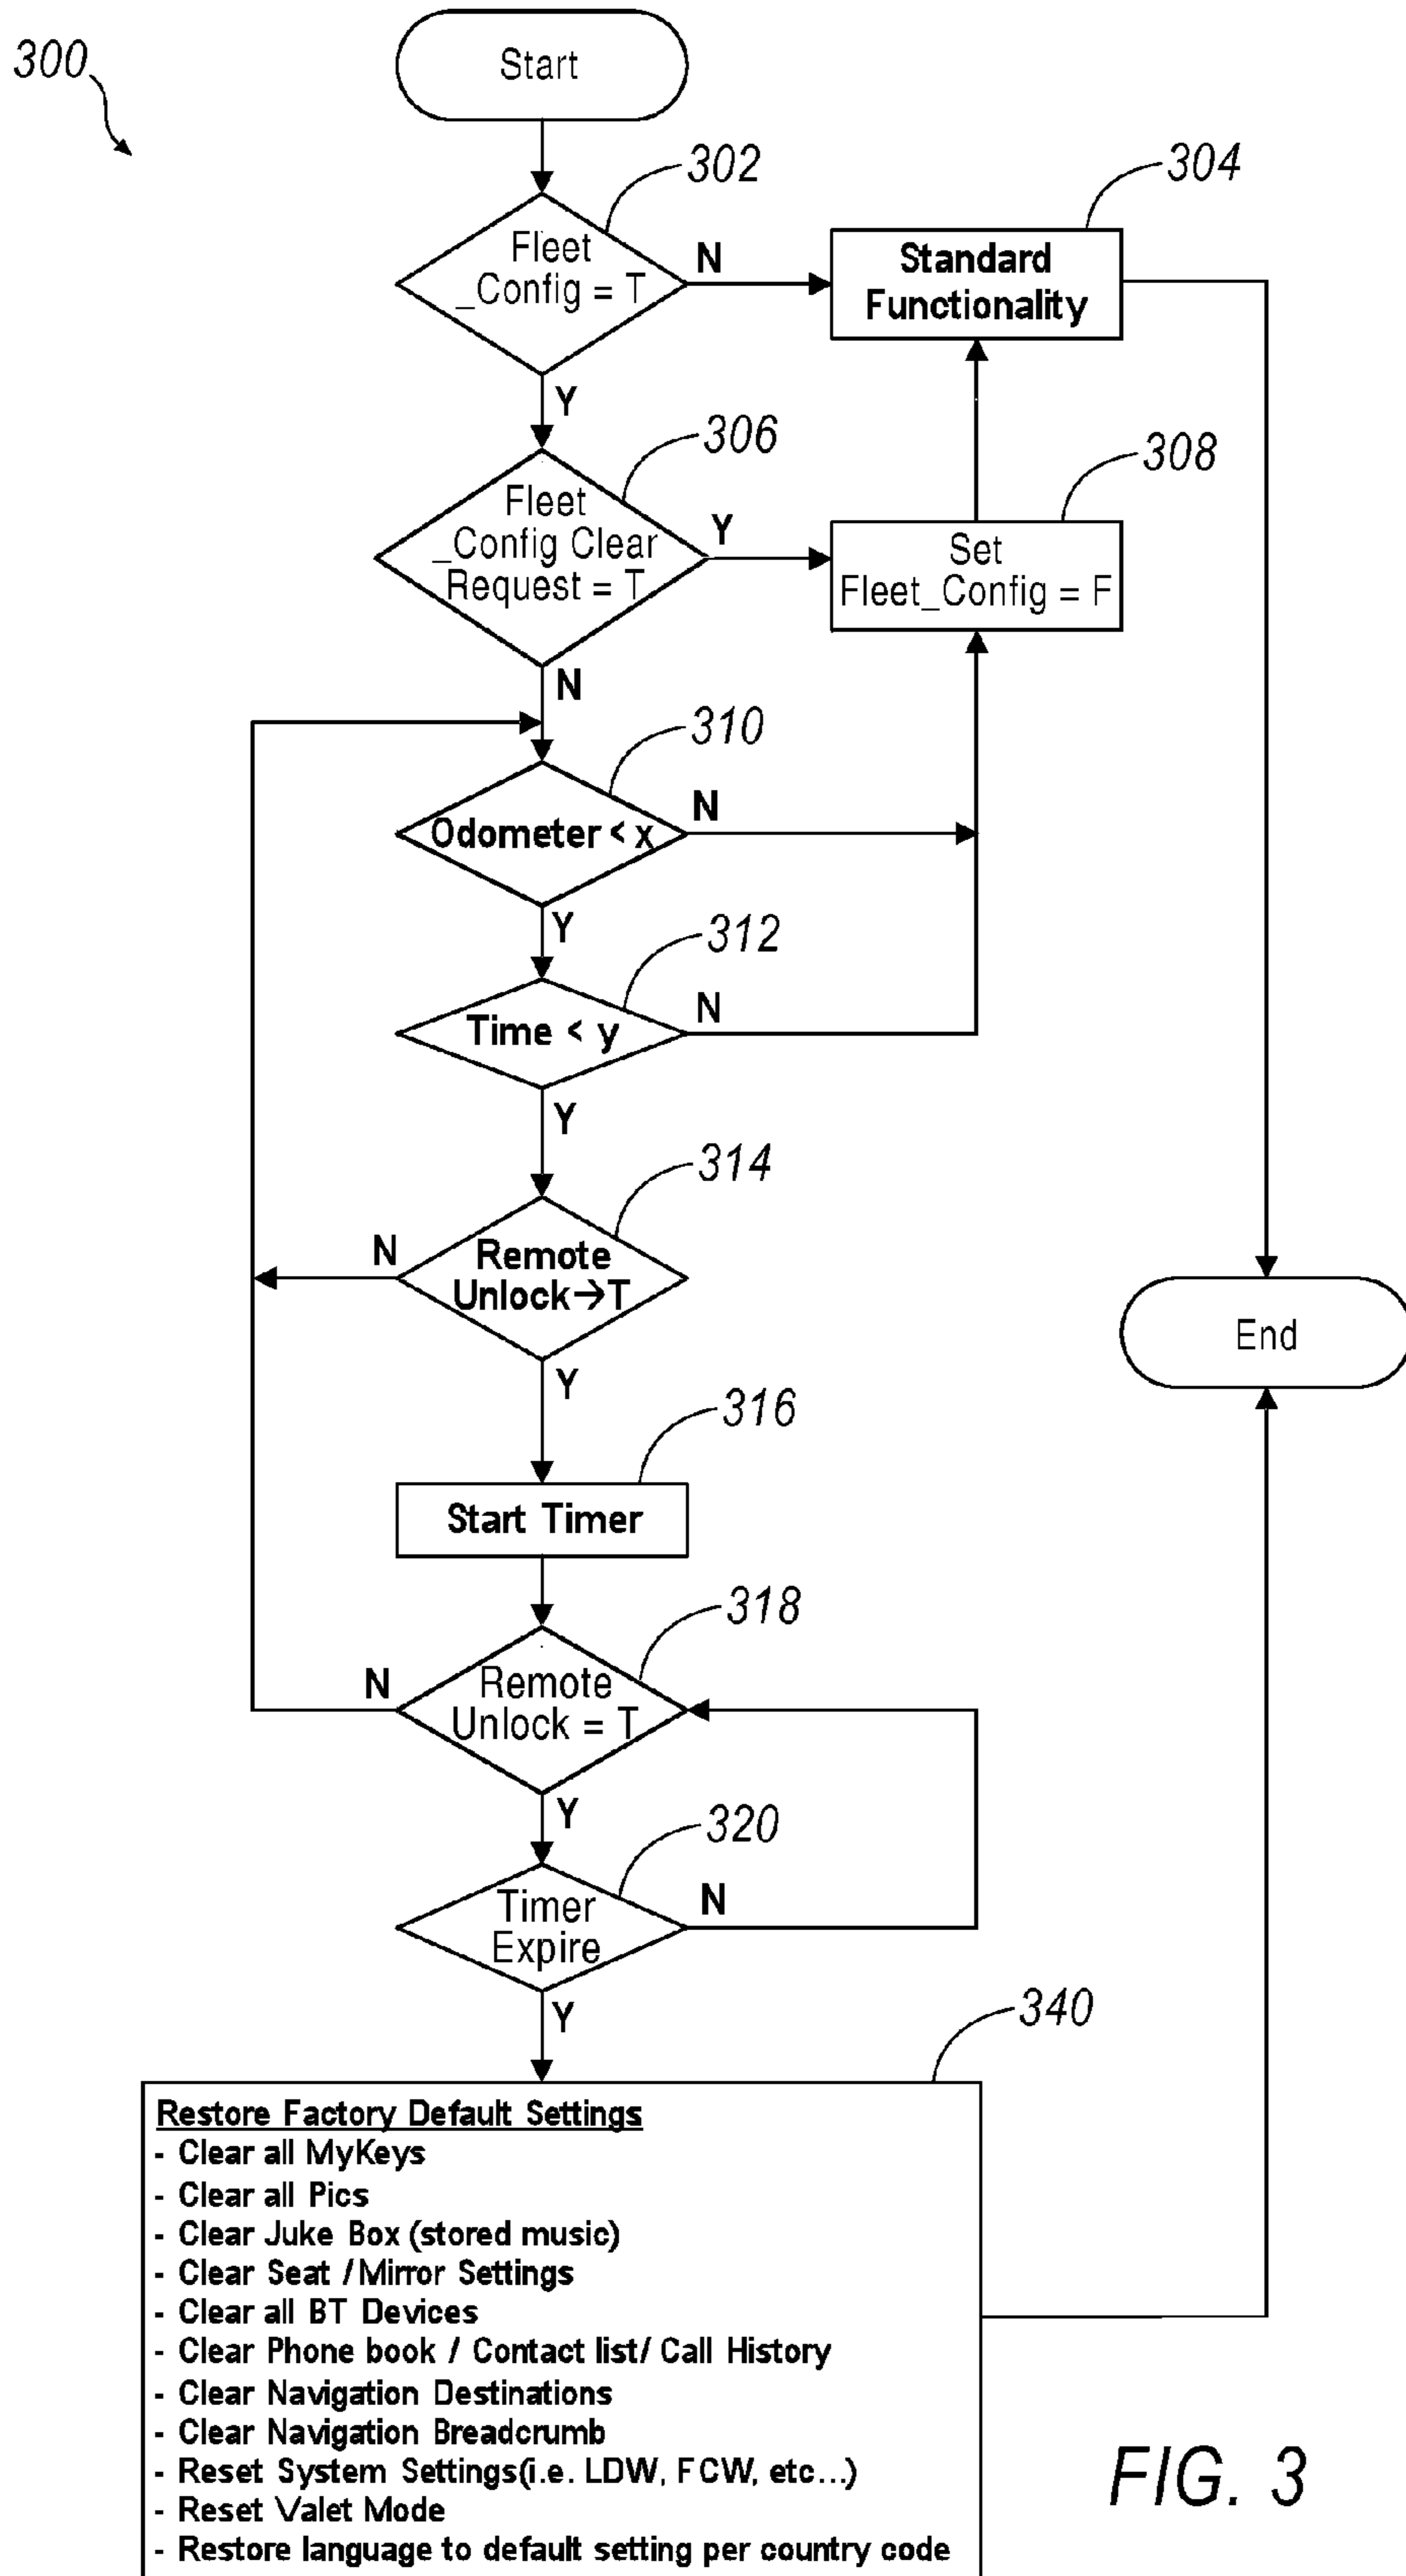 300
Start
302
Fleet
_Config = T
N
Y
304
Standard
Functionality
306
Fleet
_Config Clear
_Request = T
Y
N
308
Set
Fleet_Config = F
310
Odometer < x
N
Y
312
Time < y
N
Y
314
Remote
Unlock→T
N
Y
End
316
Start Timer
318
Remote
Unlock = T
N
Y
320
Timer
Expire
N
Y
340
Restore Factory Default Settings
- Clear all MyKeys
- Clear all Pics
- Clear Juke Box (stored music)
- Clear Seat / Mirror Settings
- Clear all BT Devices
- Clear Phone book / Contact list/ Call History
- Clear Navigation Destinations
- Clear Navigation Breadcrumb
- Reset System Settings(i.e. LDW, FCW, etc...)
- Reset Valet Mode
- Restore language to default setting per country code
FIG. 3